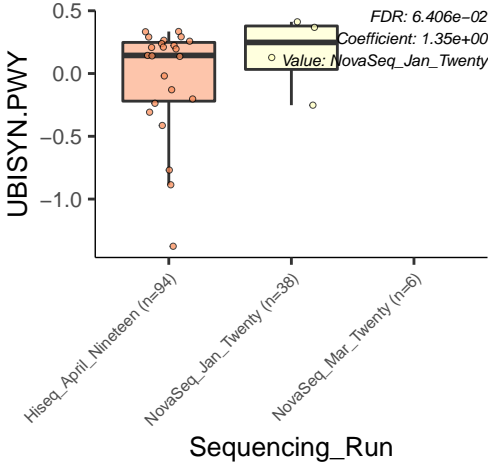 FDR: 6.406e−02
Coefficient: 1.35e+00
Value: NovaSeq_Jan_Twenty
UBISYN.PWY
0.5
0.0
−0.5
−1.0
Hiseq_April_Nineteen (n=94)
NovaSeq_Jan_Twenty (n=38)
NovaSeq_Mar_Twenty (n=6)
Sequencing_Run